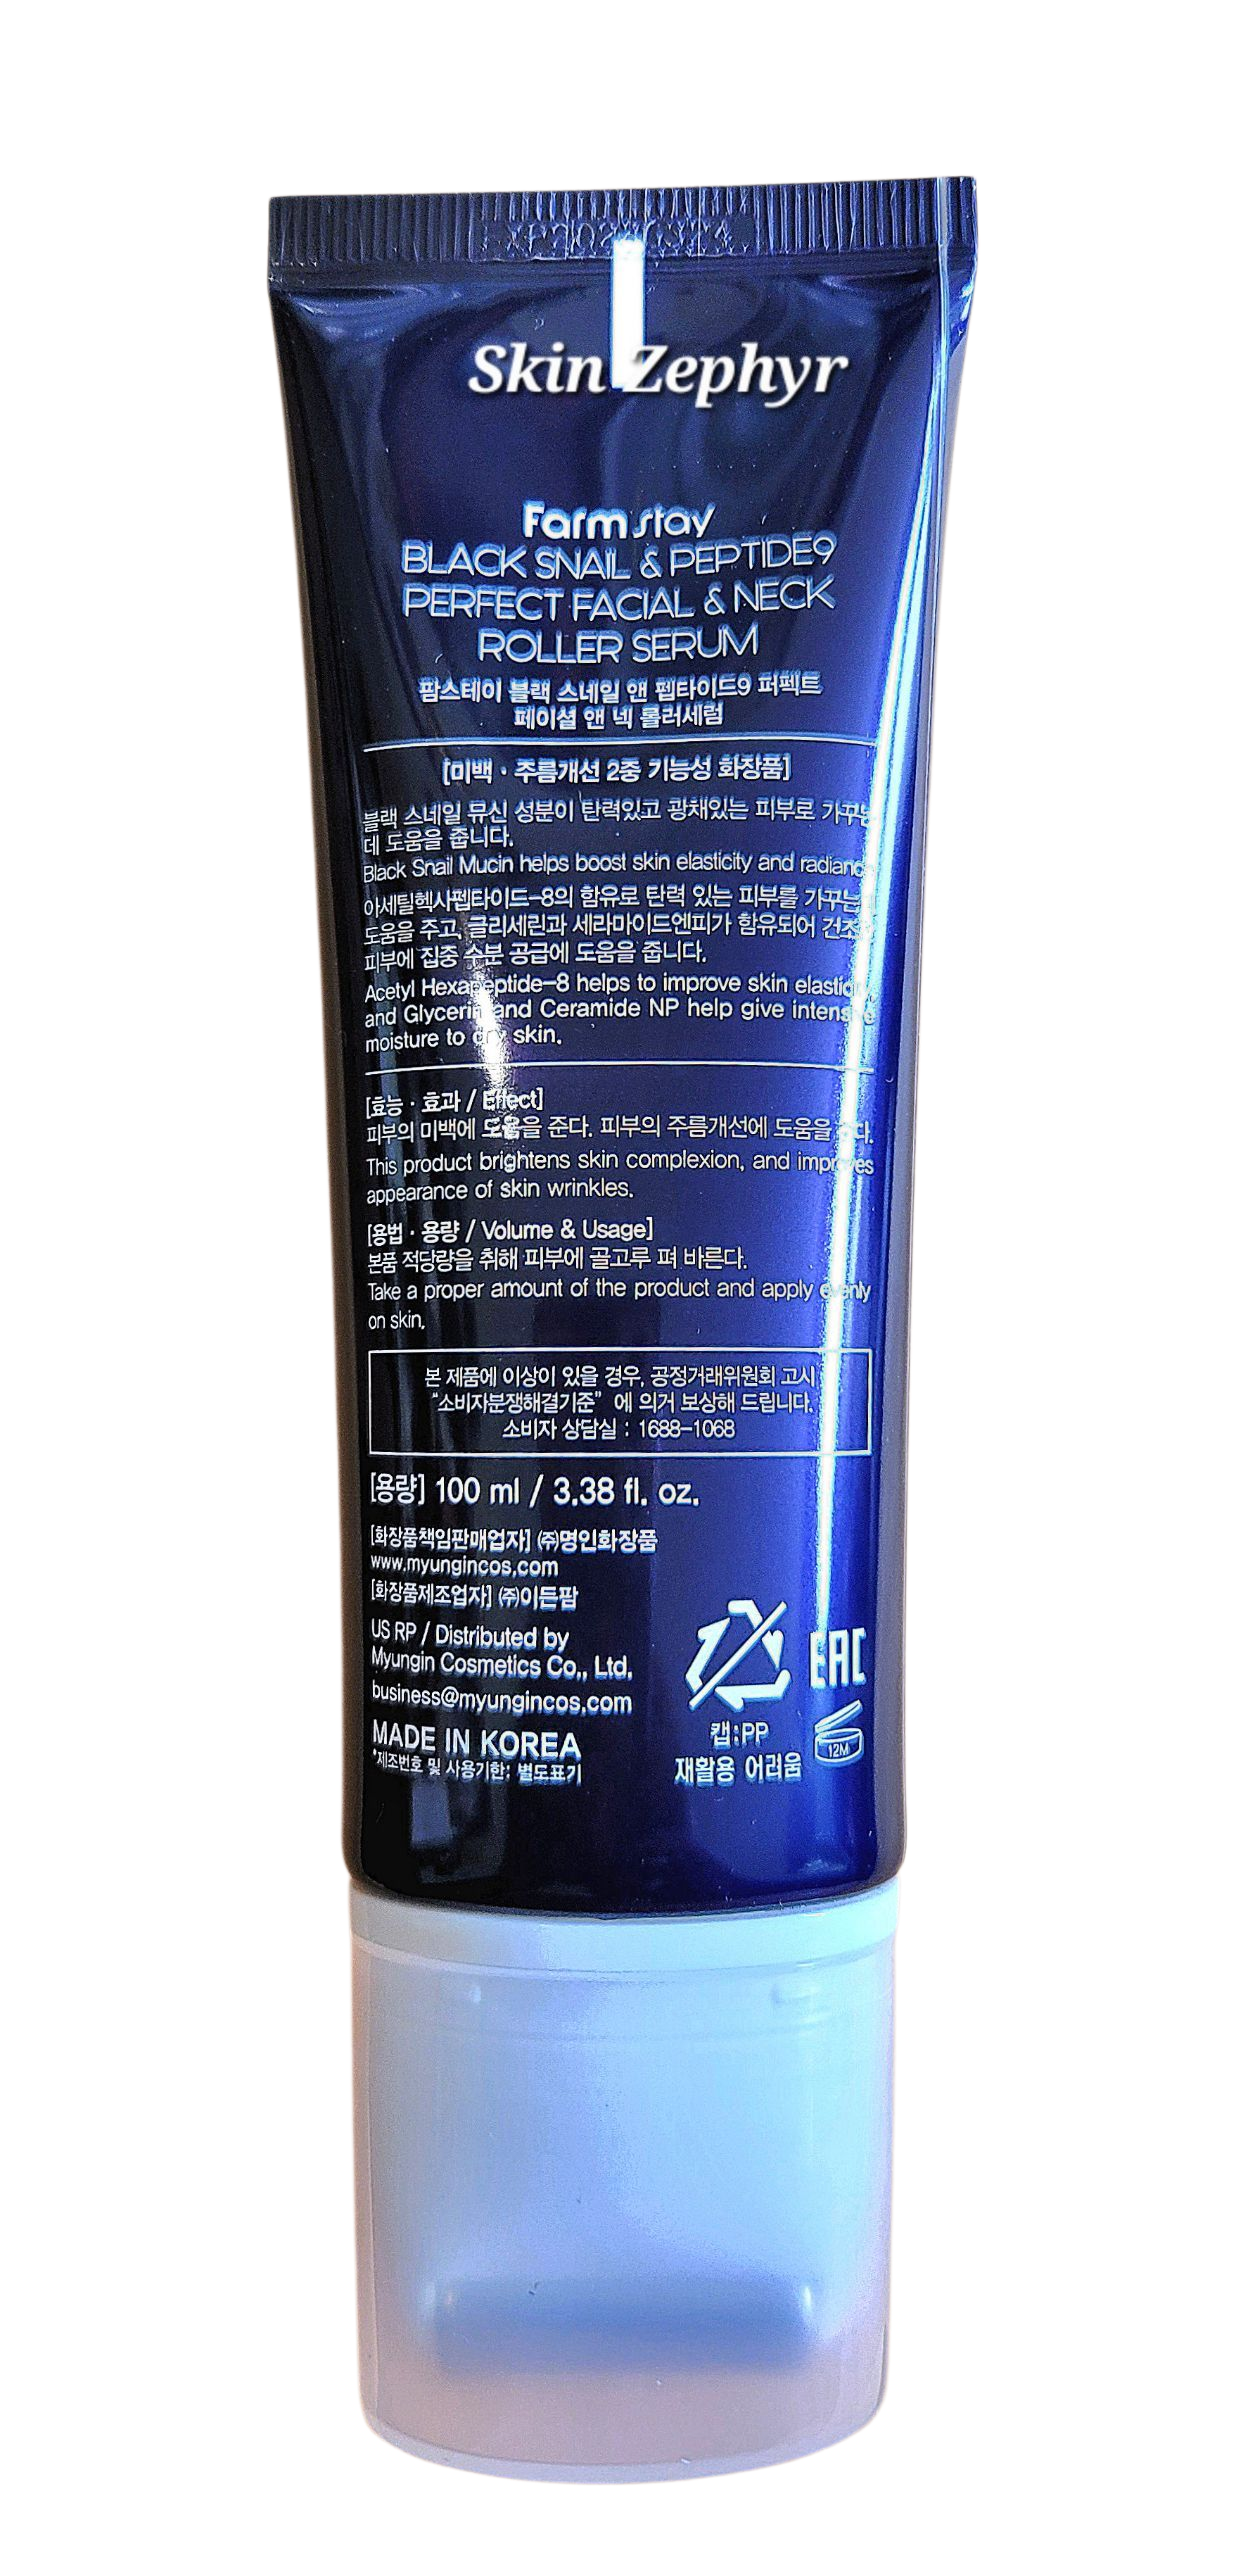 Skin Zephyr
Farm stay
BLACK SNAIL & PEPTIDE9
PERFECT FACIAL & NECK
ROLLER SERUM
팜스테이 블랙 스네일 앤 펩타이드9 퍼펙트
페이셜 앤 넥 롤러세럼
[미백 · 주름개선 2중 기능성 화장품]
블랙 스네일 뮤신 성분이 탄력있고 광채있는 피부로 가꾸는
데 도움을 줍니다.
Black Snail Mucin helps boost skin elasticity and radiance
아세틸헥사펩타이드-8의 함유로 탄력 있는 피부를 가꾸는
도움을 주고, 글리세린과 세라마이드엔피가 함유되어 건조한
피부에 집중 수분 공급에 도움을 줍니다.
Acetyl Hexapeptide-8 helps to improve skin elasticity,
and Glycerin and Ceramide NP help give intensive
moisture to dry skin.
[효능 · 효과 / Effect]
피부의 미백에 도움을 준다. 피부의 주름개선에 도움을 준다.
This product brightens skin complexion, and improves
appearance of skin wrinkles.
[용법 · 용량 / Volume & Usage]
본품 적당량을 취해 피부에 골고루 펴 바른다.
Take a proper amount of the product and apply evenly
on skin.
본 제품에 이상이 있을 경우, 공정거래위원회 고시
“소비자분쟁해결기준” 에 의거 보상해 드립니다.
소비자 상담실 : 1688-1068
[용량] 100 ml / 3.38 fl. oz.
[화장품책임판매업자] ㈜명인화장품
www.myungincos.com
[화장품제조업자] ㈜이든팜
US RP / Distributed by
Myungin Cosmetics Co., Ltd.
business@myungincos.com
MADE IN KOREA
*제조번호 및 사용기한: 별도표기
EAC
캡:PP
재활용 어려움
12M